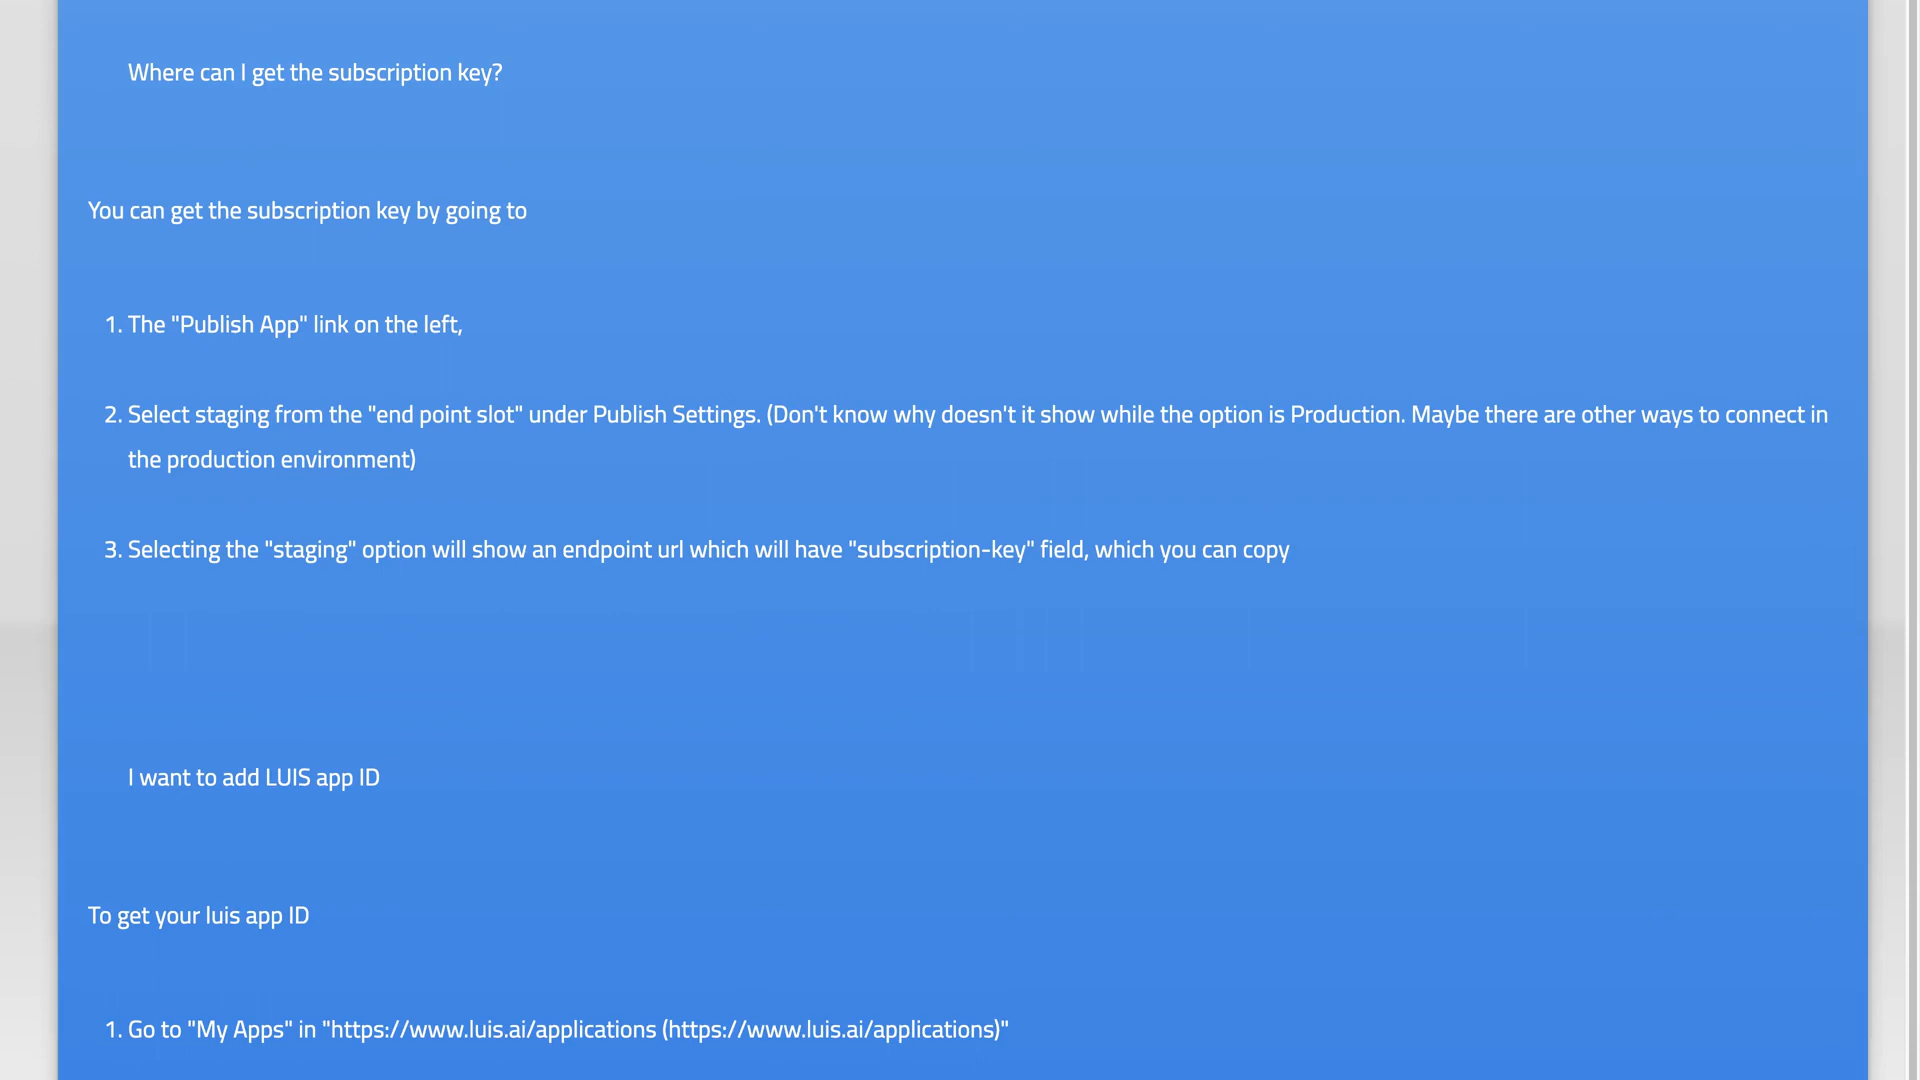 Where can I get the subscription key?
You can get the subscription key by going to
1. The "Publish App" link on the left,
2. Select staging from the "end point slot" under Publish Settings. (Don't know why doesn't it show while the option is Production. Maybe there are other ways to connect in
the production environment)
3. Selecting the "staging" option will show an endpoint url which will have "subscription-key" field, which you can copy
I want to add LUIS app ID
To get your luis app ID
1. Go to "My Apps" in "https://www.luis.ai/applications (https://www.luis.ai/applications)"